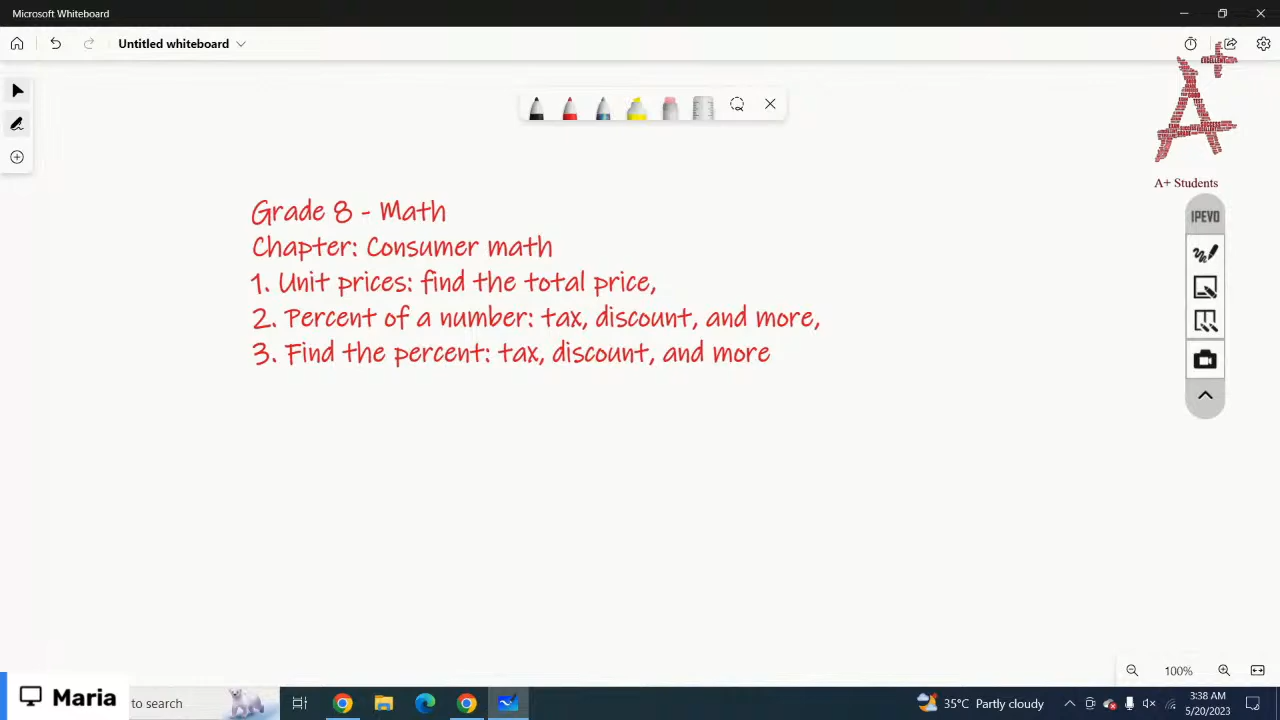 Microsoft Whiteboard
Untitled whiteboard
A+ Students
IPEVO
Grade 8 - Math
Chapter: Consumer math
1. Unit prices: find the total price,
2. Percent of a number: tax, discount, and more,
3. Find the percent: tax, discount, and more
100%
Maria
to search
35°C Partly cloudy
3:38 AM
5/20/2023